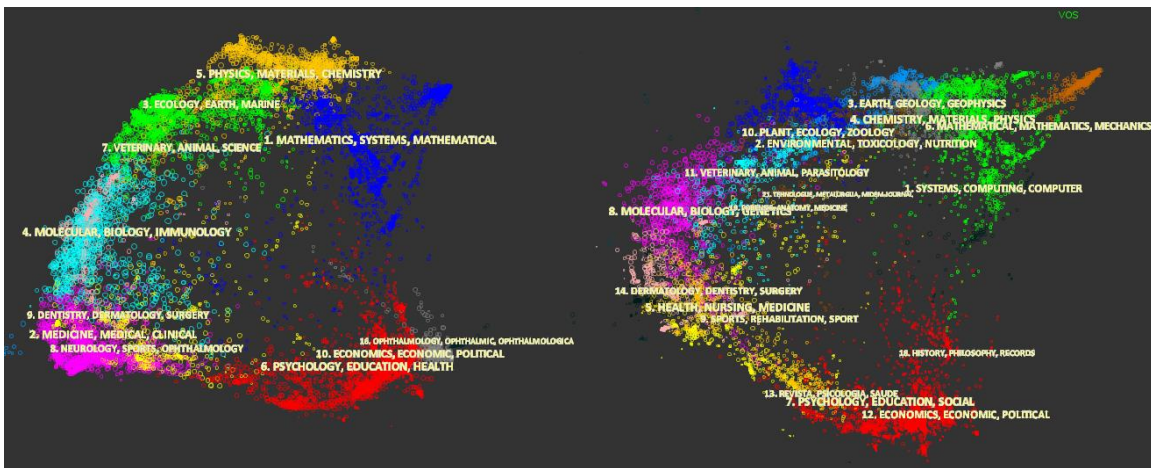 VOS
5. PHYSICS, MATERIALS, CHEMISTRY
3. ECOLOGY, EARTH, MARINE
1. MATHEMATICS, SYSTEMS, MATHEMATICAL
7. VETERINARY, ANIMAL, SCIENCE
4. MOLECULAR, BIOLOGY, IMMUNOLOGY
9. DENTISTRY, DERMATOLOGY, SURGERY
2. MEDICINE, MEDICAL, CLINICAL
8. NEUROLOGY, SPORTS, OPHTHALMOLOGY
16. OPHTHALMOLOGY, OPHTHALMIC, OPHTHALMOLOGICA
10. ECONOMICS, ECONOMIC, POLITICAL
6. PSYCHOLOGY, EDUCATION, HEALTH
3. EARTH, GEOLOGY, GEOPHYSICS
4. CHEMISTRY, MATERIALS, PHYSICS
6. MATHEMATICAL, MATHEMATICS, MECHANICS
10. PLANT, ECOLOGY, ZOOLOGY
2. ENVIRONMENTAL, TOXICOLOGY, NUTRITION
11. VETERINARY, ANIMAL, PARASITOLOGY
1. SYSTEMS, COMPUTING, COMPUTER
ANATOMY, MEDICINE
8. MOLECULAR, BIOLOGY, GENETICS
14. DERMATOLOGY, DENTISTRY, SURGERY
5. HEALTH, NURSING, MEDICINE
9. SPORTS, REHABILITATION, SPORT
18. HISTORY, PHILOSOPHY, RECORDS
13. REVISTA, PSICOLOGIA, SAUDE
7. PSYCHOLOGY, EDUCATION, SOCIAL
12. ECONOMICS, ECONOMIC, POLITICAL